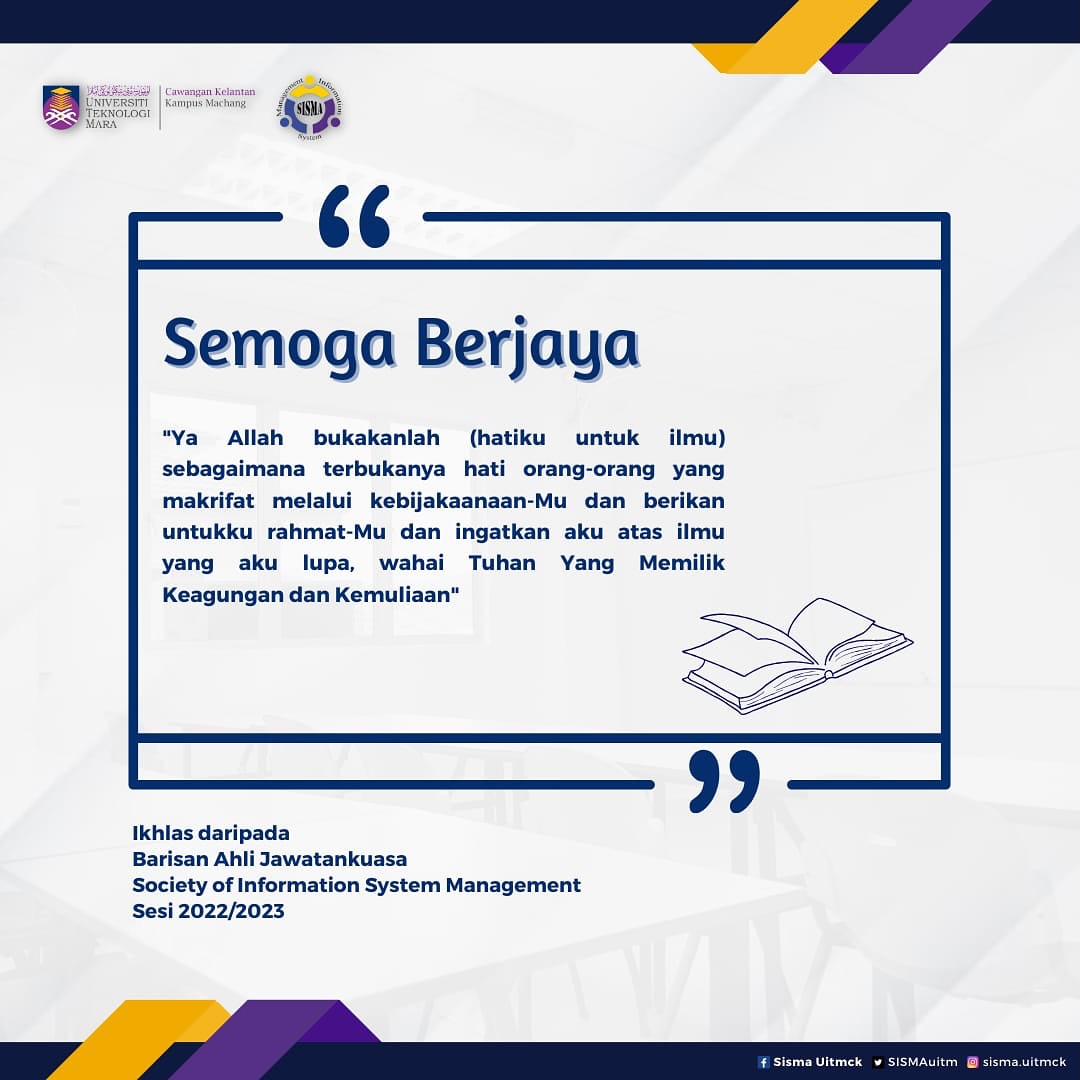 UNIVERSITI
TEKNOLOGI
MARA
Cawangan Kelantan
Kampus Machang
Management Information
SISMA
System
Semoga Berjaya
"Ya Allah bukakanlah (hatiku untuk ilmu)
sebagaimana terbukanya hati orang-orang yang
makrifat melalui kebijakaanaan-Mu dan berikan
untukku rahmat-Mu dan ingatkan aku atas ilmu
yang aku lupa, wahai Tuhan Yang Memilik
Keagungan dan Kemuliaan"
Ikhlas daripada
Barisan Ahli Jawatankuasa
Society of Information System Management
Sesi 2022/2023
Sisma Uitmck SISMAuitm sisma.uitmck